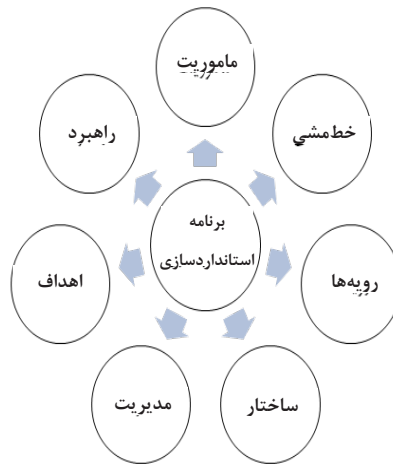 ماموریت
خط‌مشی
راهبرد
برنامه
استانداردسازی
رویه‌ها
اهداف
ساختار
مدیریت